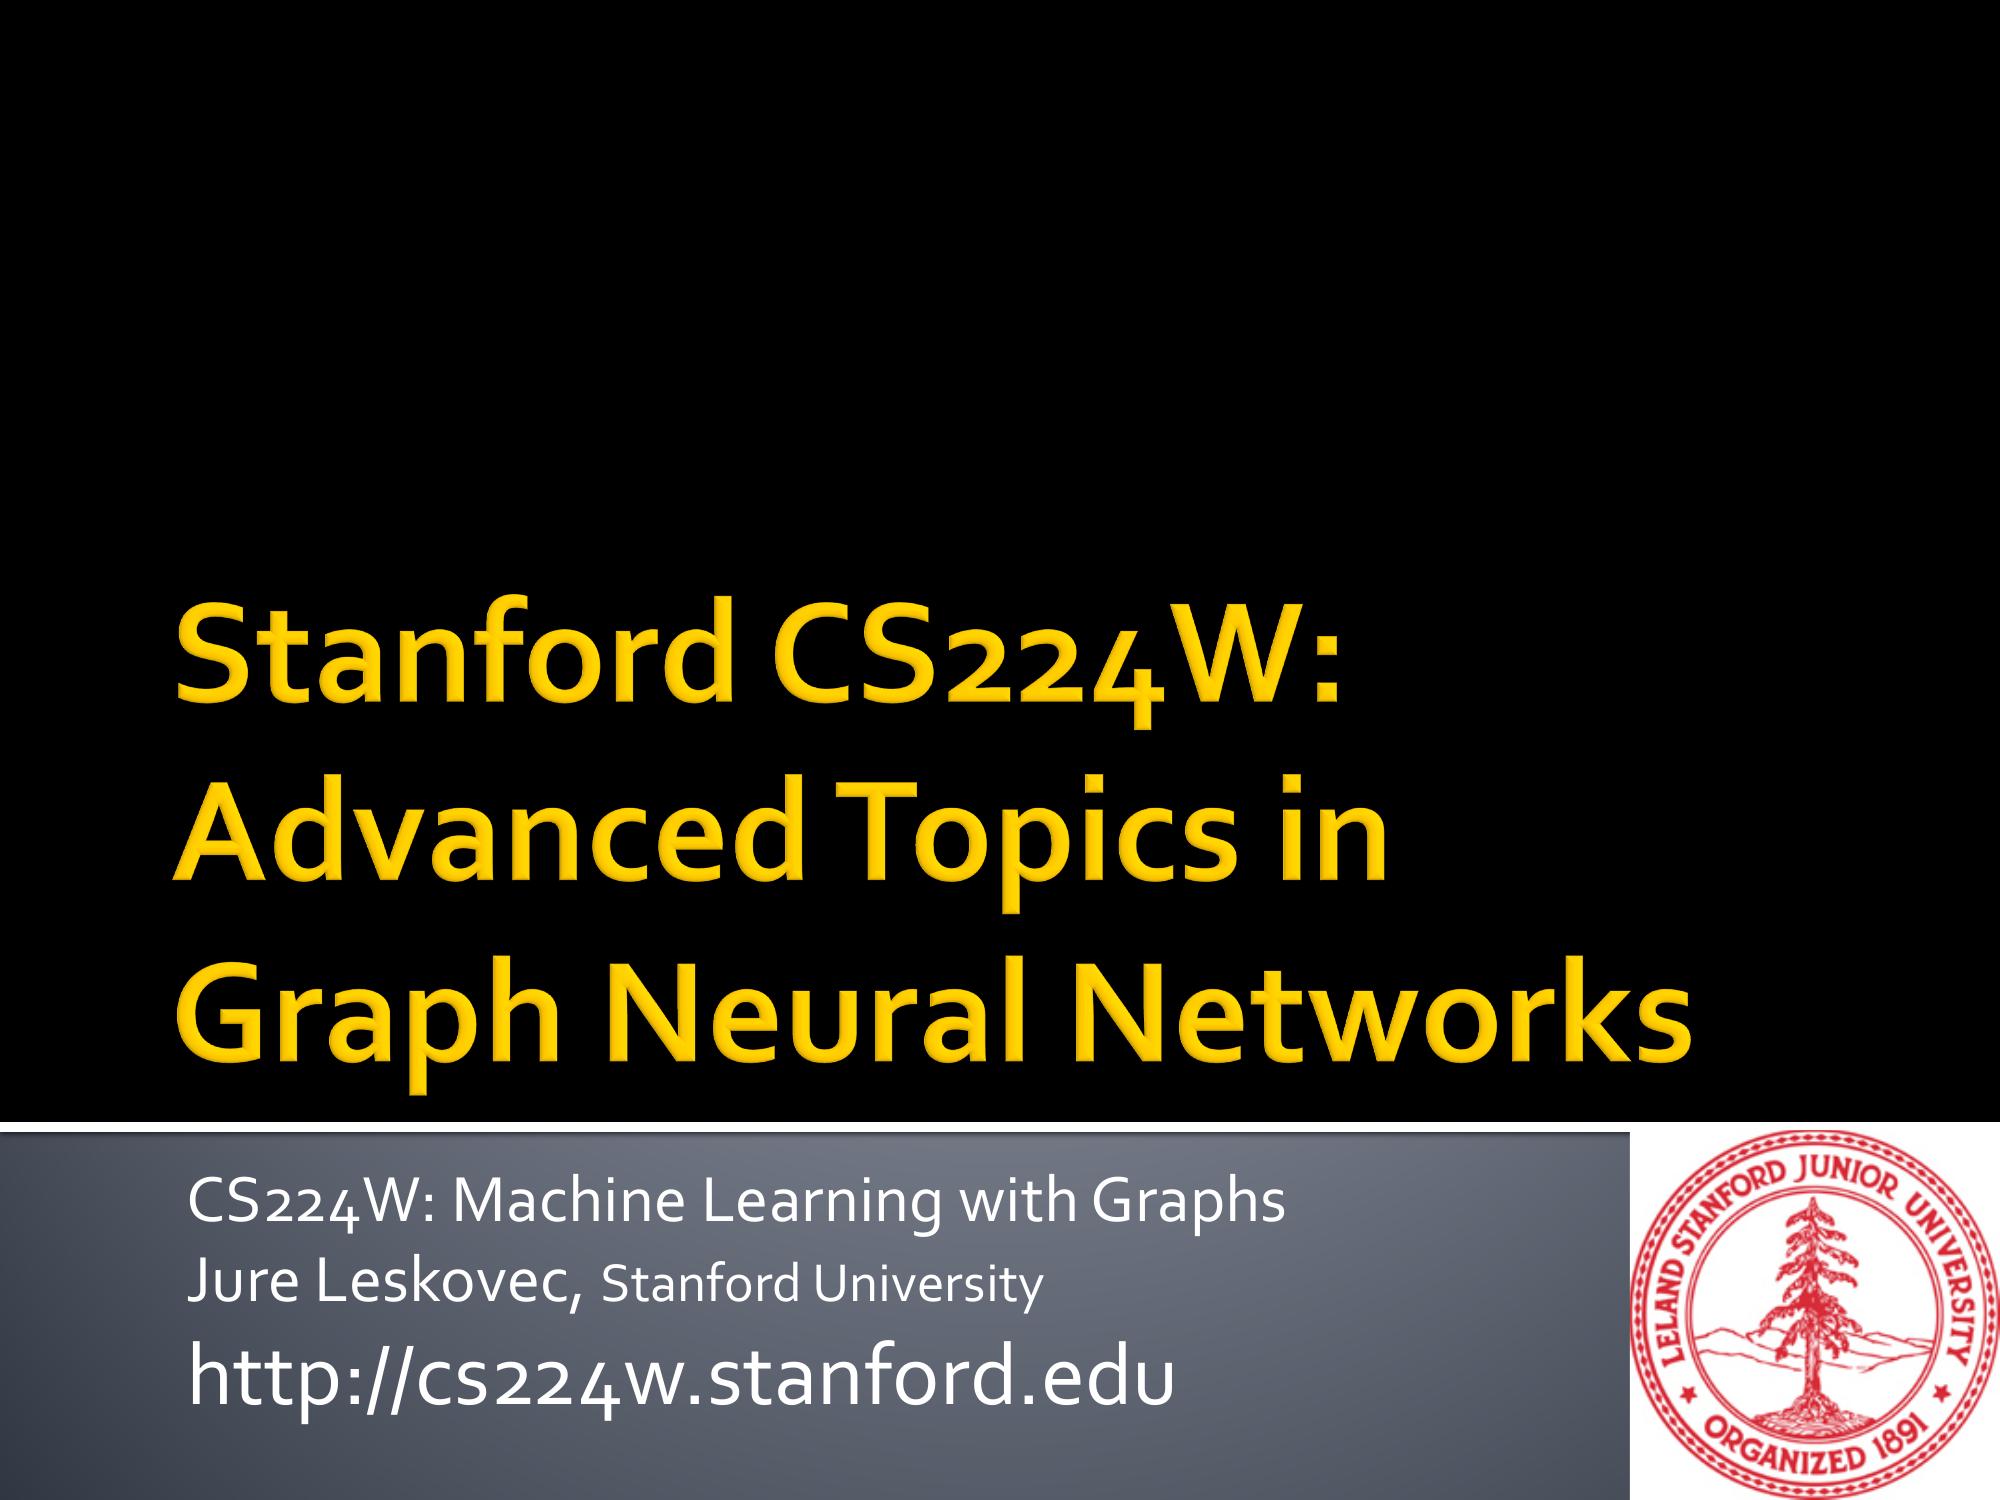 Stanford CS224W:
Advanced Topics in
Graph Neural Networks
CS224W: Machine Learning with Graphs
Jure Leskovec, Stanford University
http://cs224w.stanford.edu
LELAND STANFORD JUNIOR UNIVERSITY
ORGANIZED 1891